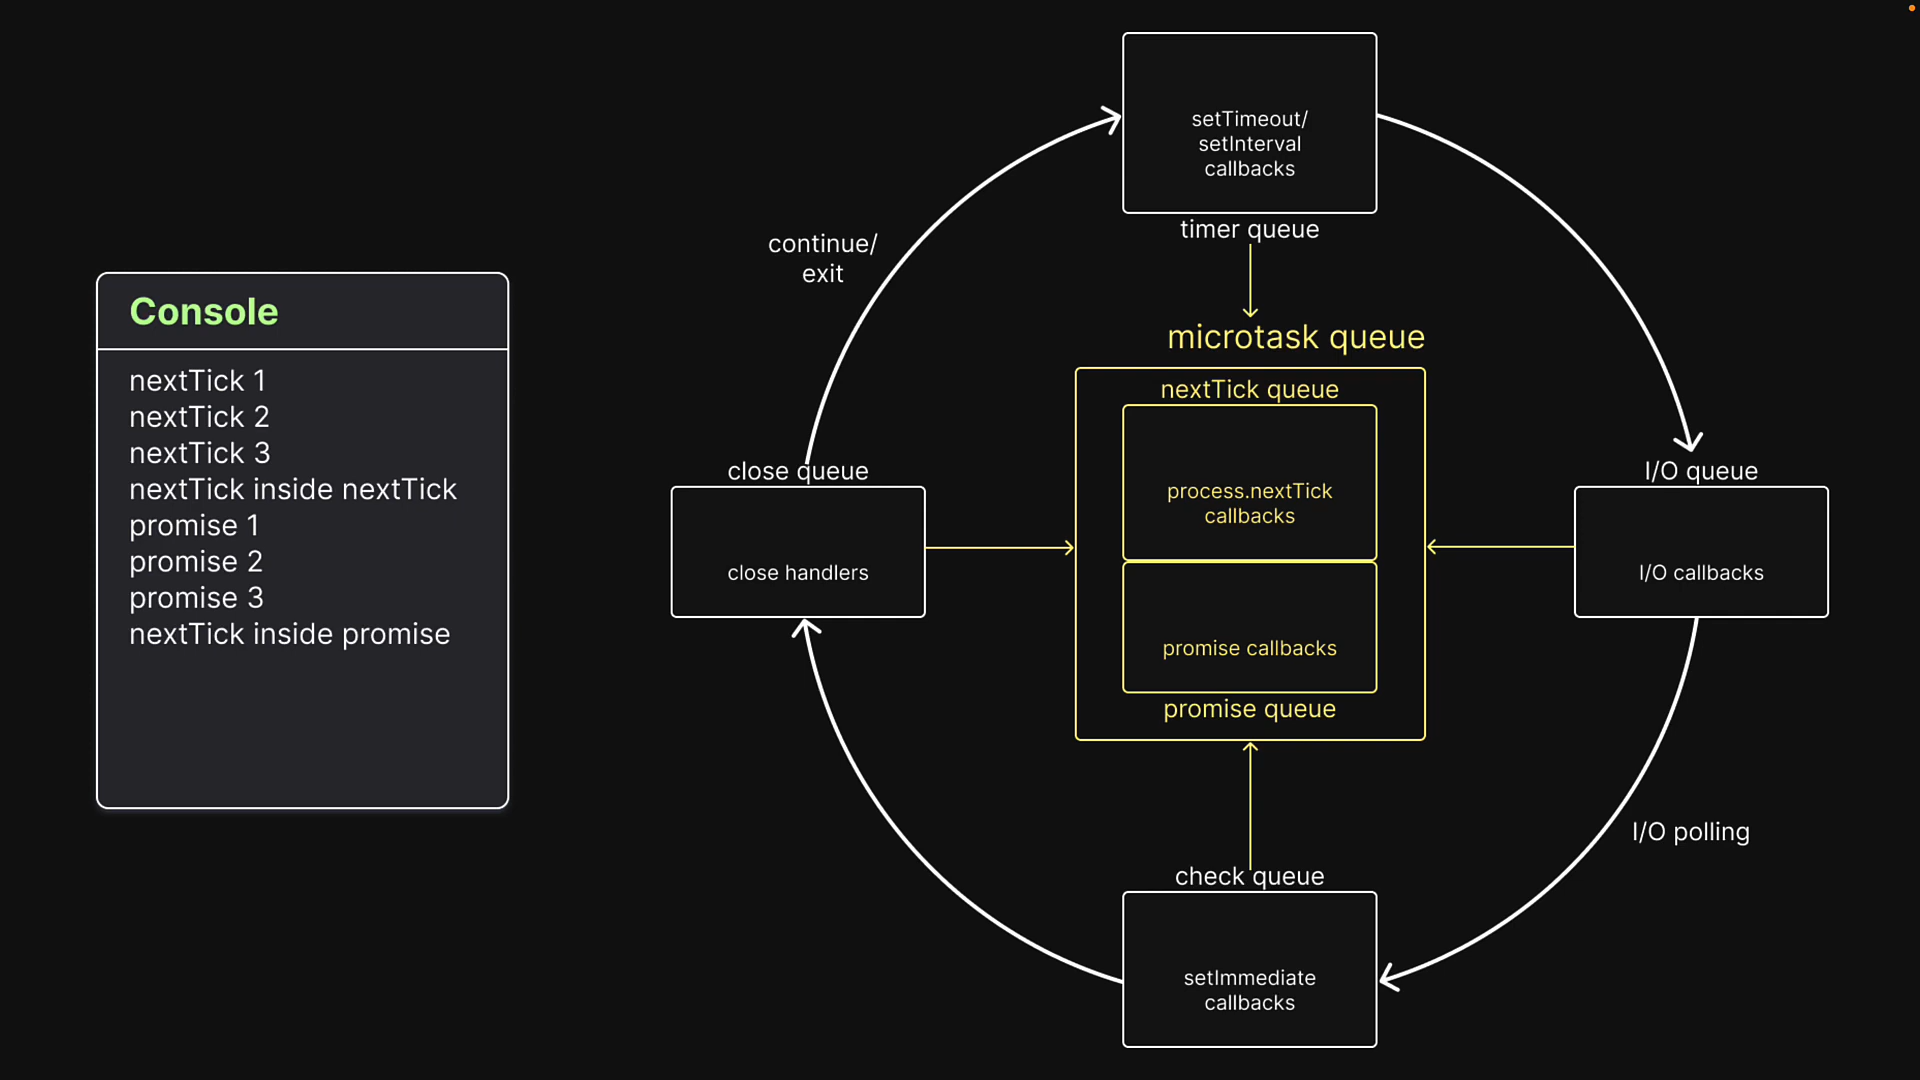 Console
nextTick 1
nextTick 2
nextTick 3
nextTick inside nextTick
promise 1
promise 2
promise 3
nextTick inside promise
setTimeout/
setInterval
callbacks
timer queue
continue/
exit
microtask queue
nextTick queue
process.nextTick
callbacks
promise callbacks
promise queue
close queue
close handlers
I/O queue
I/O callbacks
I/O polling
check queue
setImmediate
callbacks